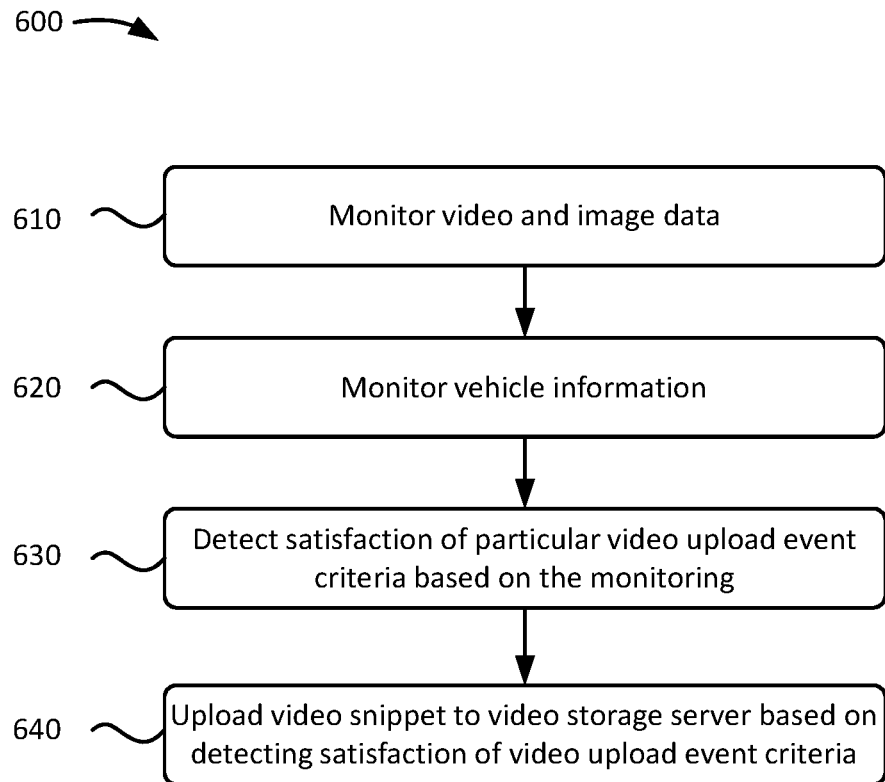 600
610
Monitor video and image data
620
Monitor vehicle information
630
Detect satisfaction of particular video upload event
criteria based on the monitoring
640
Upload video snippet to video storage server based on
detecting satisfaction of video upload event criteria